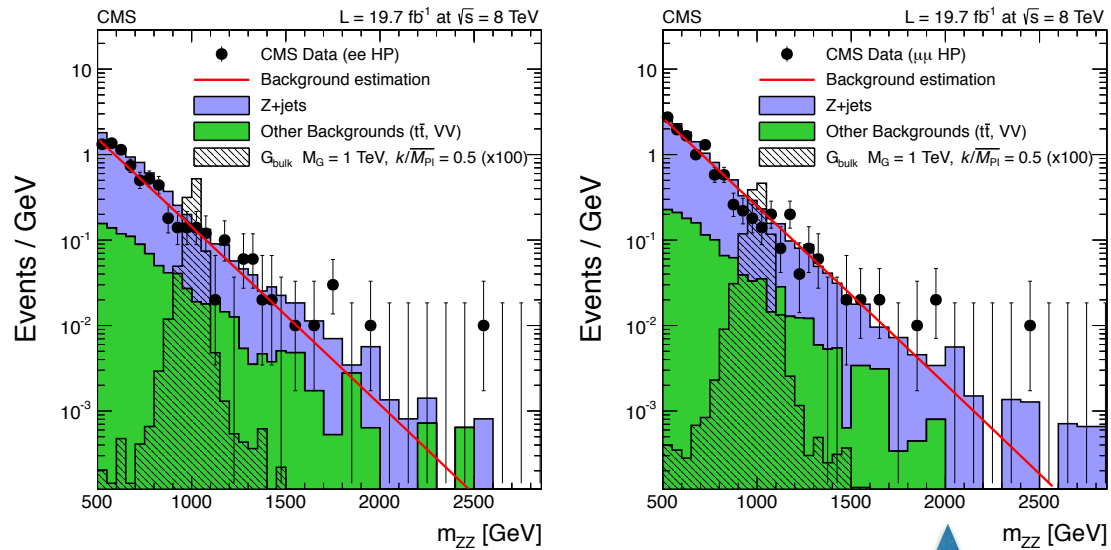 CMS L = 19.7 fb⁻¹ at √s = 8 TeV
Events / GeV
10
1
10⁻¹
10⁻²
10⁻³
CMS Data (ee HP)
Background estimation
Z+jets
Other Backgrounds (tt̄, VV)
G_bulk M_G = 1 TeV, k/M̅_Pl = 0.5 (x100)
500 1000 1500 2000 2500
m_ZZ [GeV]
CMS L = 19.7 fb⁻¹ at √s = 8 TeV
Events / GeV
10
1
10⁻¹
10⁻²
10⁻³
CMS Data (μμ HP)
Background estimation
Z+jets
Other Backgrounds (tt̄, VV)
G_bulk M_G = 1 TeV, k/M̅_Pl = 0.5 (x100)
500 1000 1500 2000 2500
m_ZZ [GeV]